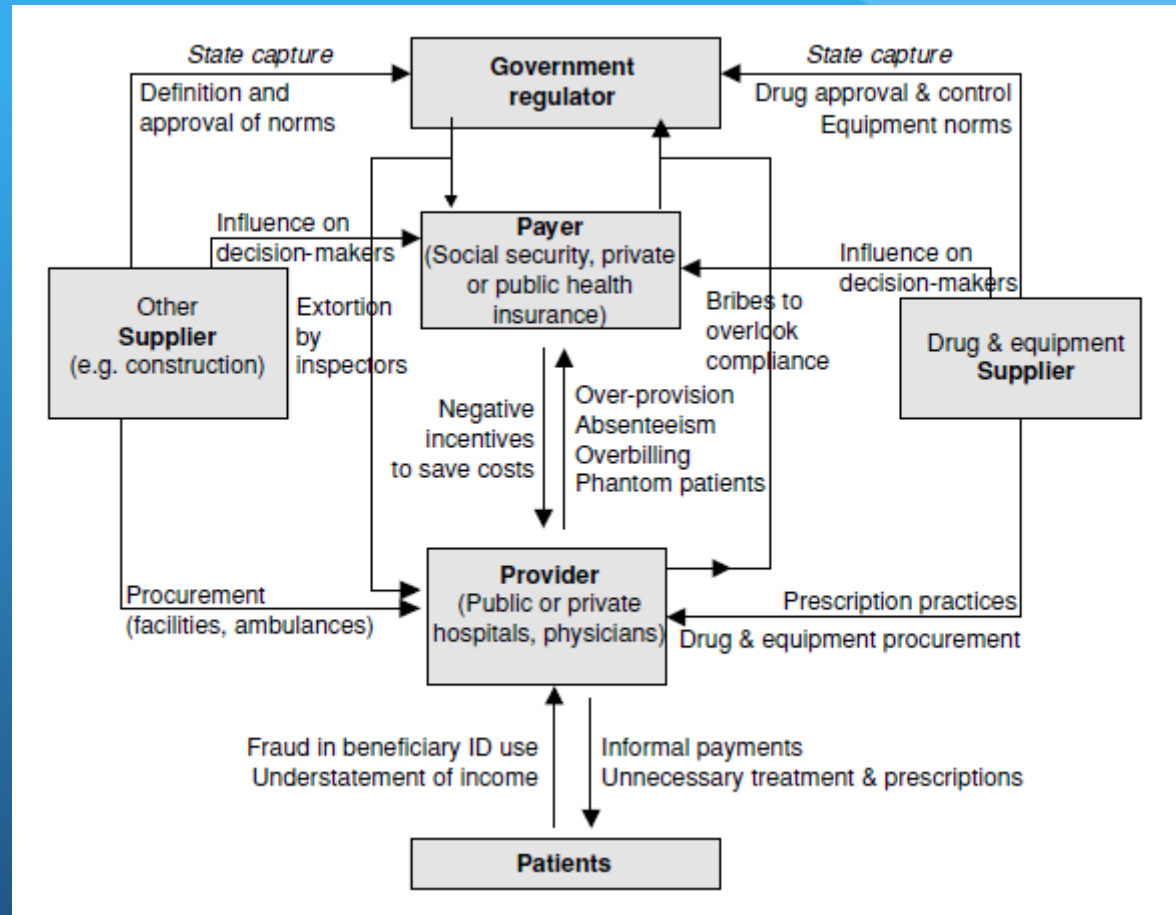 State capture
Definition and
approval of norms
Government
regulator
State capture
Drug approval & control
Equipment norms
Influence on
decision-makers
Payer
(Social security, private
or public health
insurance)
Influence on
decision-makers
Other
Supplier
(e.g. construction)
Extortion
by
inspectors
Bribes to
overlook
compliance
Drug & equipment
Supplier
Negative
incentives
to save costs
Over-provision
Absenteeism
Overbilling
Phantom patients
Procurement
(facilities, ambulances)
Provider
(Public or private
hospitals, physicians)
Prescription practices
Drug & equipment procurement
Fraud in beneficiary ID use
Understatement of income
Informal payments
Unnecessary treatment & prescriptions
Patients